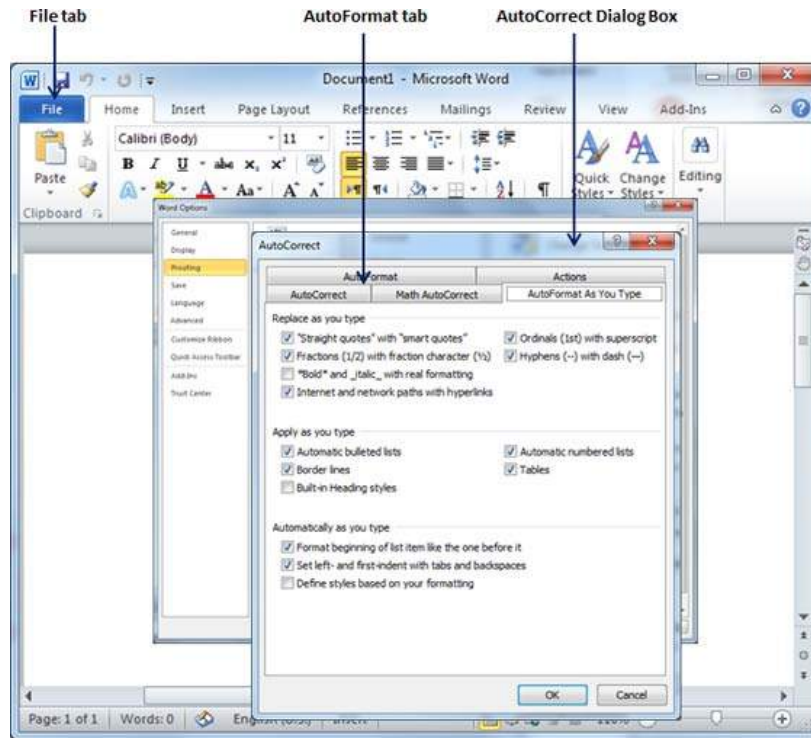 File tab AutoFormat tab AutoCorrect Dialog Box
W Document1 - Microsoft Word
File Home Insert Page Layout References Mailings Review View Add-Ins
Calibri (Body) 11
Paste B I U abc x₂ x² Quick Change Editing
A Aa A A Styles Styles
Clipboard
Word Options
General
Display
Proofing
Save
Language
Advanced
Customize Ribbon
Quick Access Toolbar
Add-Ins
Trust Center
AutoCorrect
AutoFormat Actions
AutoCorrect Math AutoCorrect AutoFormat As You Type
Replace as you type
"Straight quotes" with "smart quotes" Ordinals (1st) with superscript
Fractions (1/2) with fraction character (½) Hyphens (--) with dash (—)
*Bold* and _italic_ with real formatting
Internet and network paths with hyperlinks
Apply as you type
Automatic bulleted lists Automatic numbered lists
Border lines Tables
Built-in Heading styles
Automatically as you type
Format beginning of list item like the one before it
Set left- and first-indent with tabs and backspaces
Define styles based on your formatting
OK Cancel
Page: 1 of 1 Words: 0 English (U.S.) Insert 110%